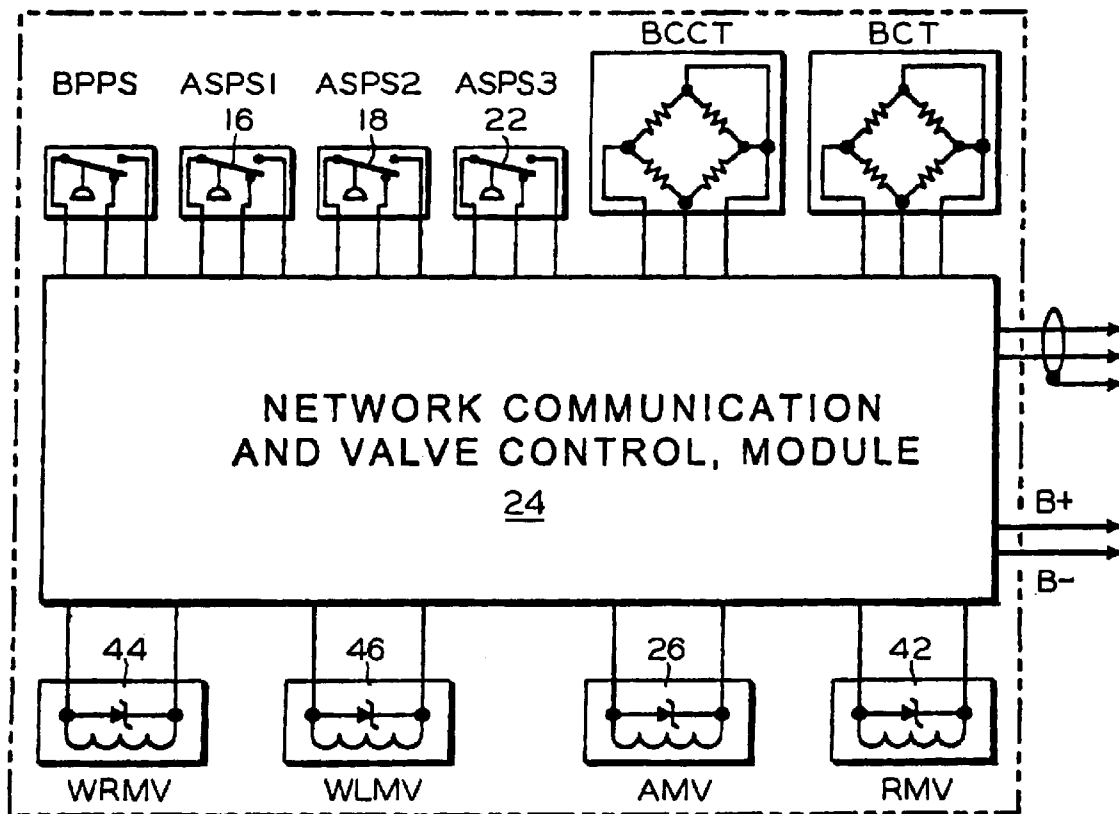 BCCT BCT
BPPS ASPS1 ASPS2 ASPS3
16 18 22
NETWORK COMMUNICATION
AND VALVE CONTROL, MODULE
24
B+
B-
44 46 26 42
WRMV WLMV AMV RMV